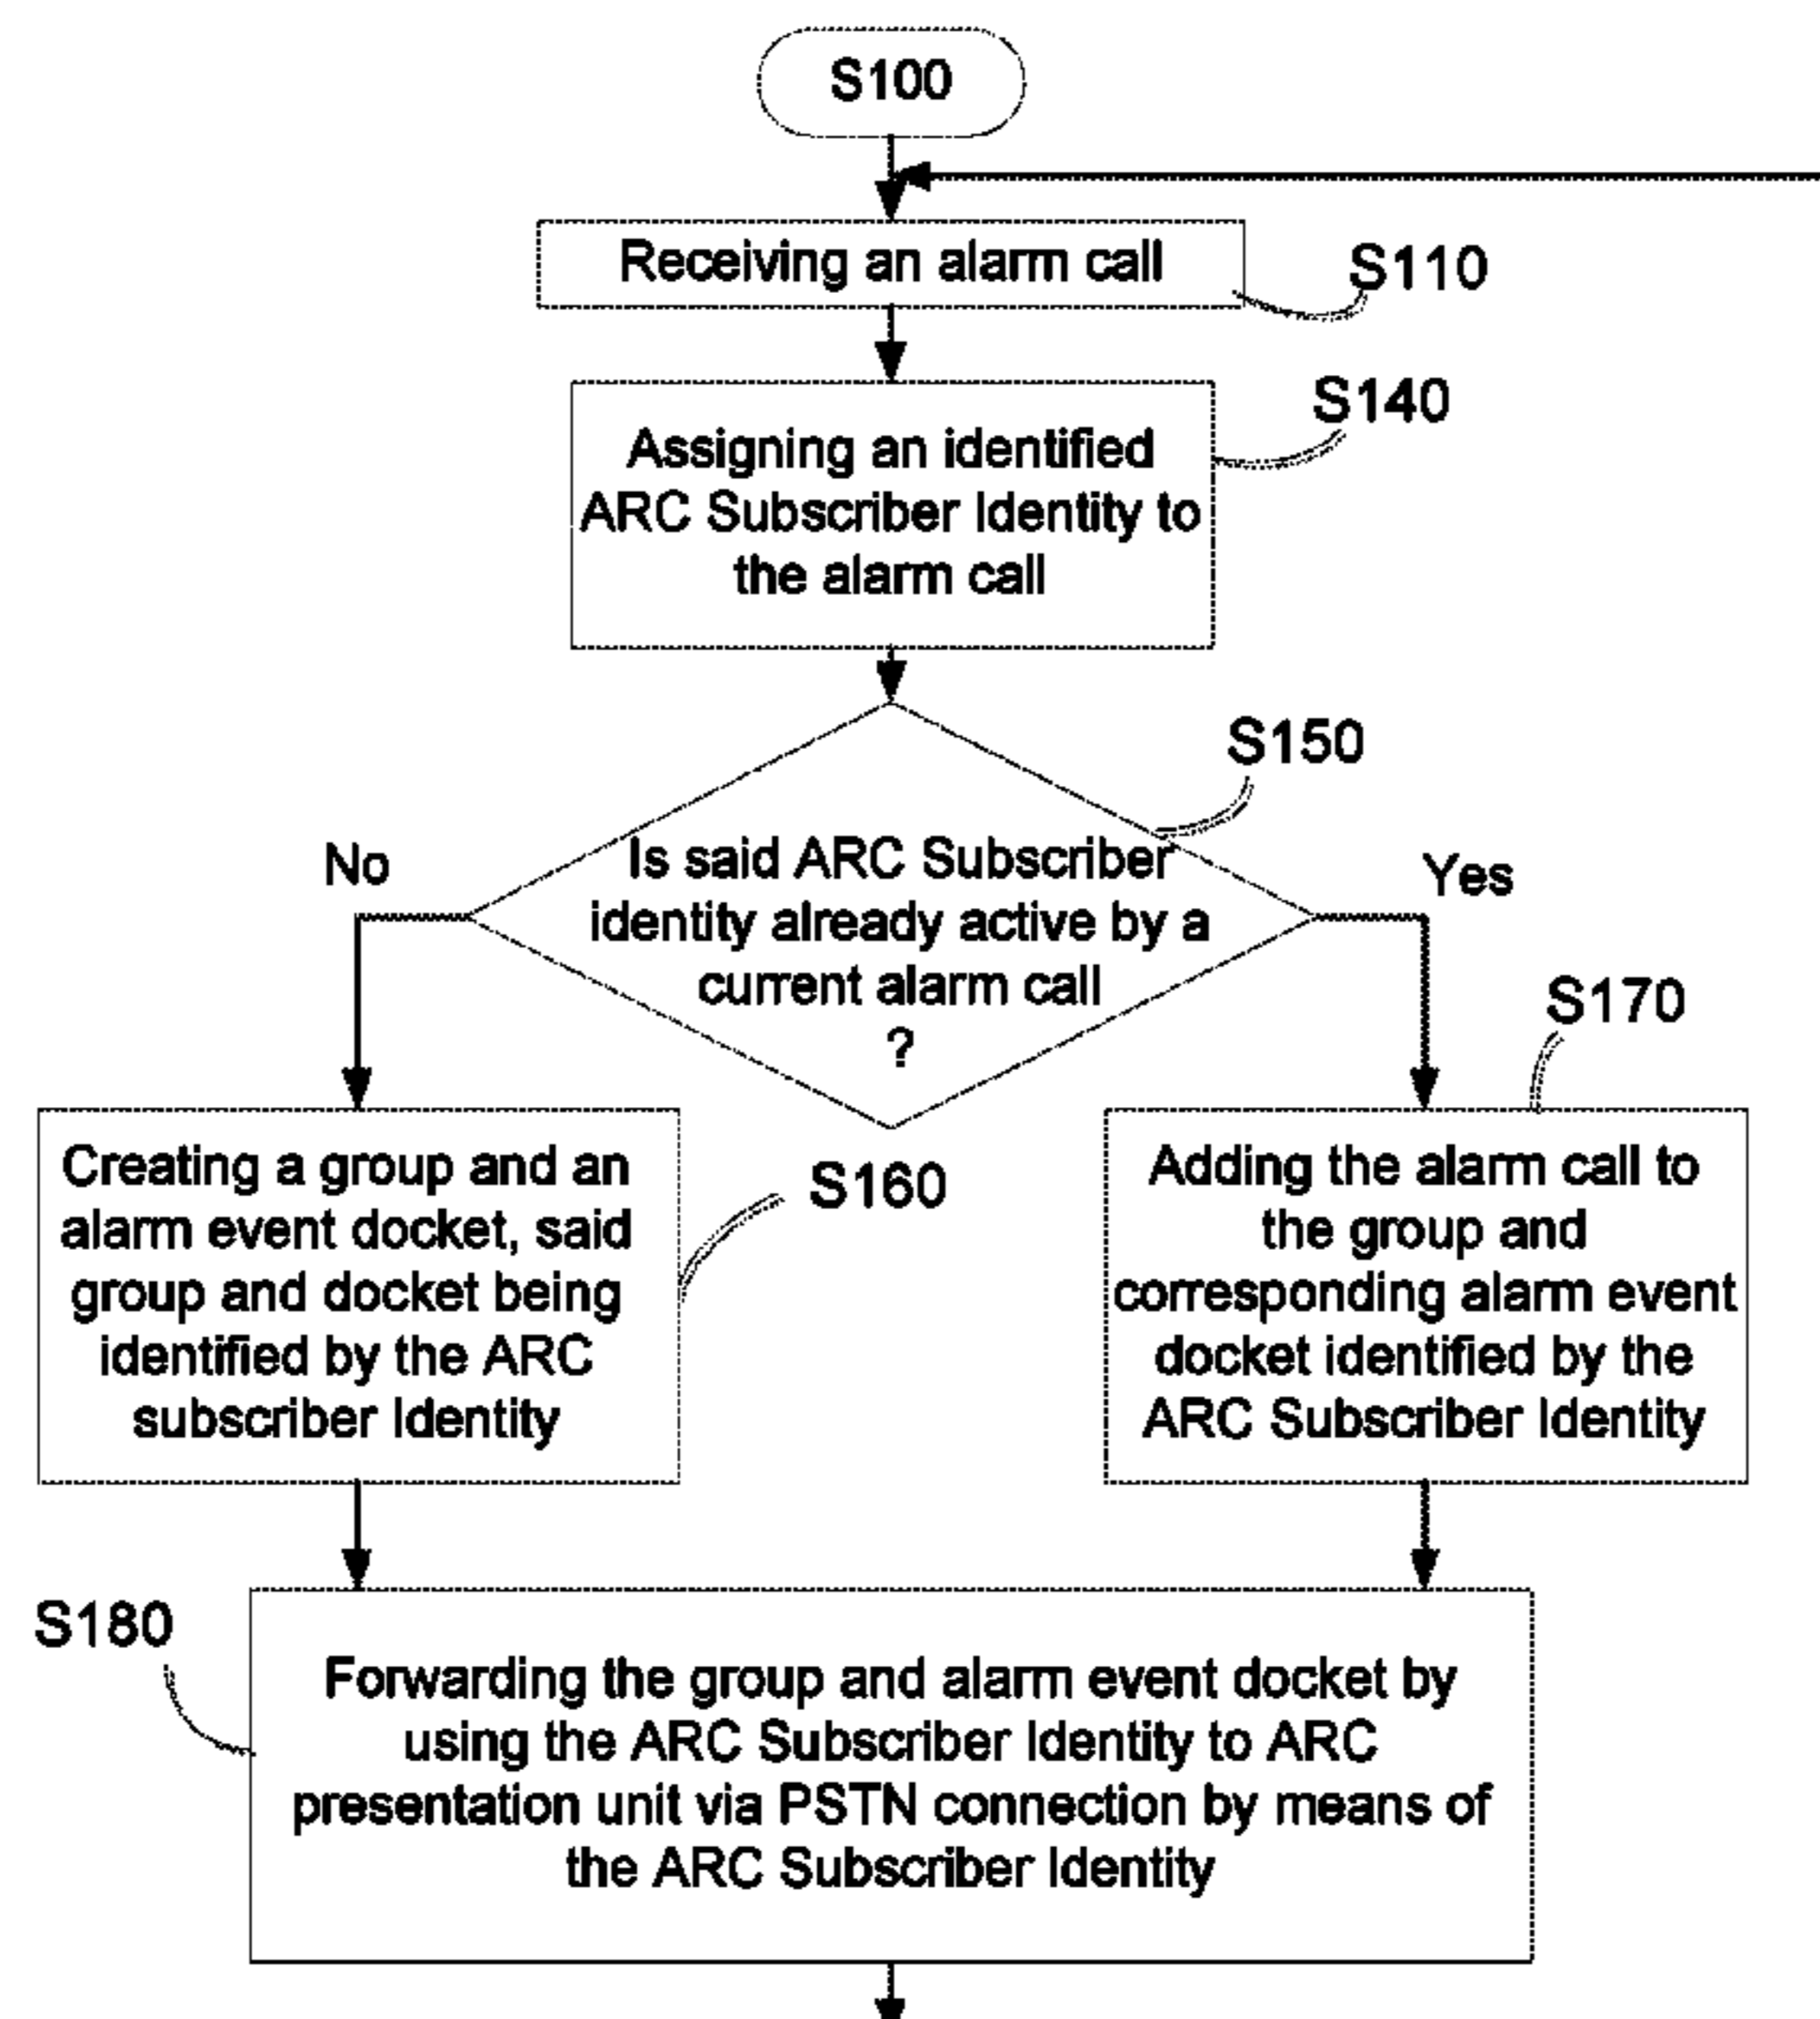 S100
Receiving an alarm call
S110
S140
Assigning an identified
ARC Subscriber Identity to
the alarm call
S150
No
Is said ARC Subscriber
identity already active by a
current alarm call
?
Yes
S170
Creating a group and an
alarm event docket, said
group and docket being
identified by the ARC
subscriber Identity
S160
Adding the alarm call to
the group and
corresponding alarm event
docket identified by the
ARC Subscriber Identity
S180
Forwarding the group and alarm event docket by
using the ARC Subscriber Identity to ARC
presentation unit via PSTN connection by means of
the ARC Subscriber Identity